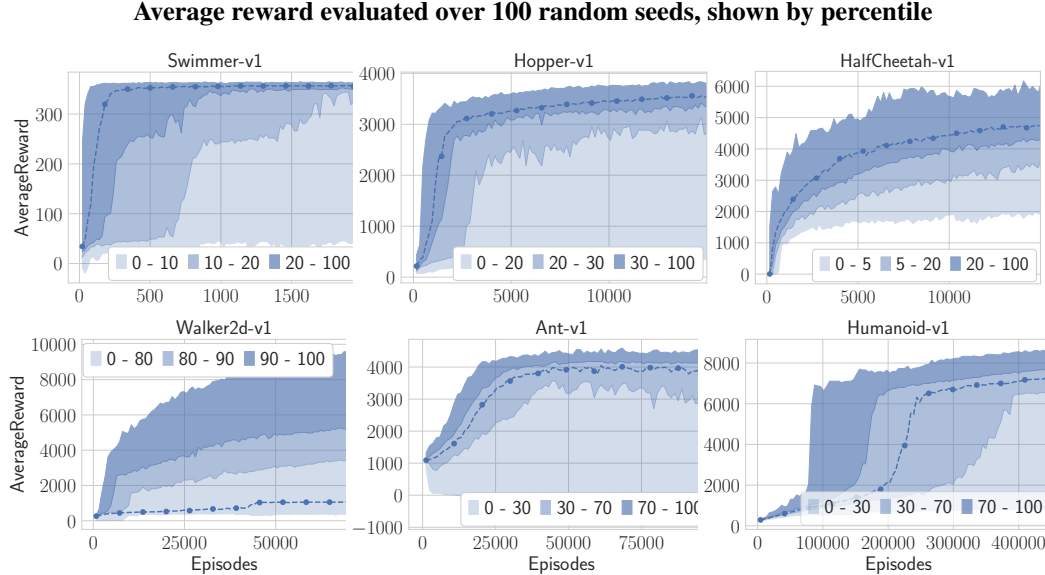 Average reward evaluated over 100 random seeds, shown by percentile
Swimmer-v1
Hopper-v1
HalfCheetah-v1
AverageReward
300
200
100
0
0 - 10
10 - 20
20 - 100
0
500
1000
1500
4000
3000
2000
1000
0
0 - 20
20 - 30
30 - 100
0
5000
10000
6000
5000
4000
3000
2000
1000
0
0 - 5
5 - 20
20 - 100
0
5000
10000
Walker2d-v1
Ant-v1
Humanoid-v1
AverageReward
10000
8000
6000
4000
2000
0
0 - 80
80 - 90
90 - 100
0
25000
50000
Episodes
4000
3000
2000
1000
0
−1000
0 - 30
30 - 70
70 - 100
0
25000
50000
75000
Episodes
8000
6000
4000
2000
0
0 - 30
30 - 70
70 - 100
0
100000
200000
300000
400000
Episodes